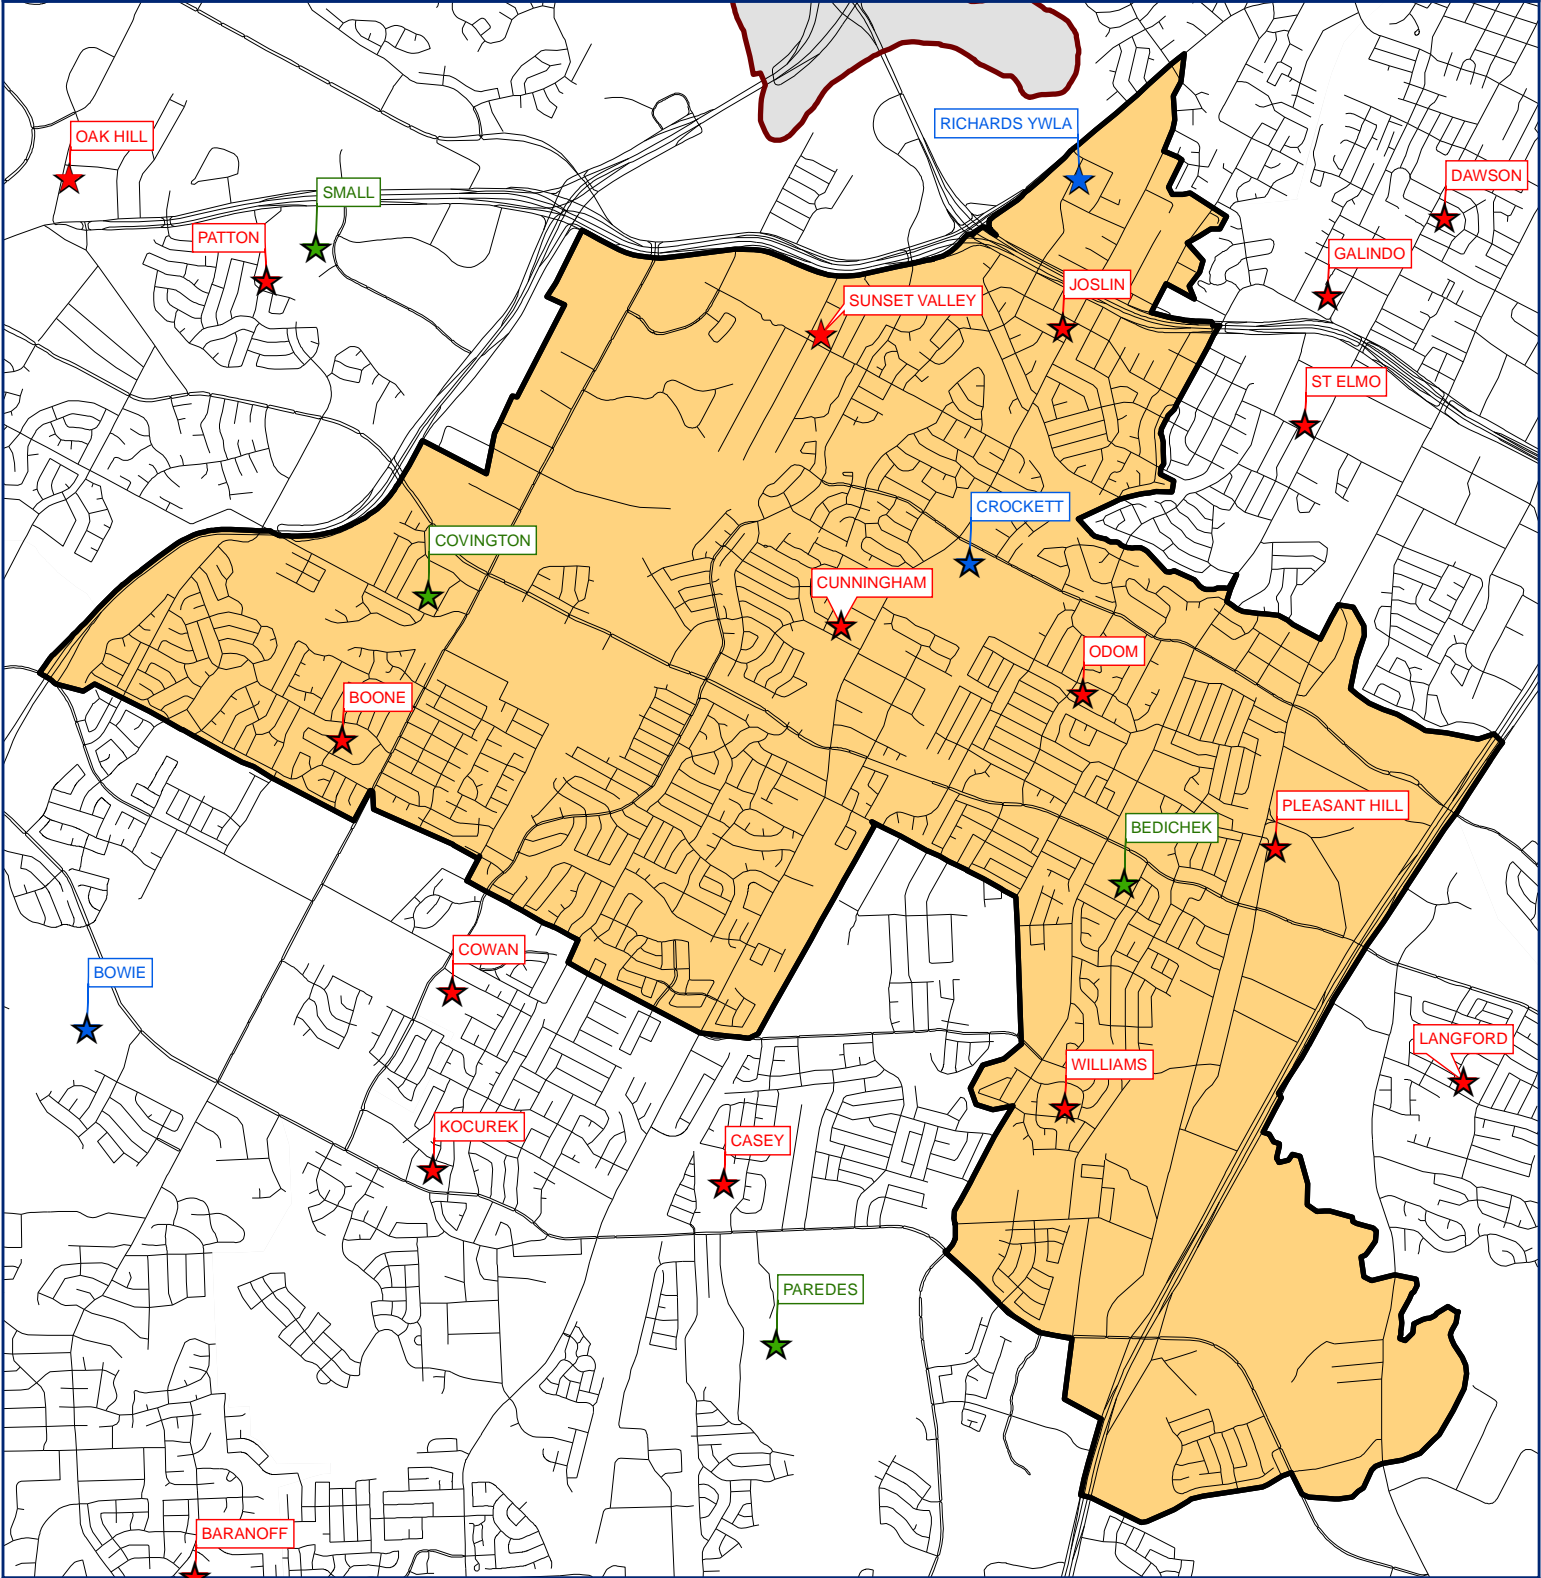 RICHARDS YWLA
OAK HILL
DAWSON
SMALL
PATTON
GALINDO
JOSLIN
SUNSET VALLEY
ST ELMO
CROCKETT
COVINGTON
CUNNINGHAM
ODOM
BOONE
PLEASANT HILL
BEDICHEK
COWAN
BOWIE
LANGFORD
WILLIAMS
KOCUREK
CASEY
PAREDES
BARANOFF